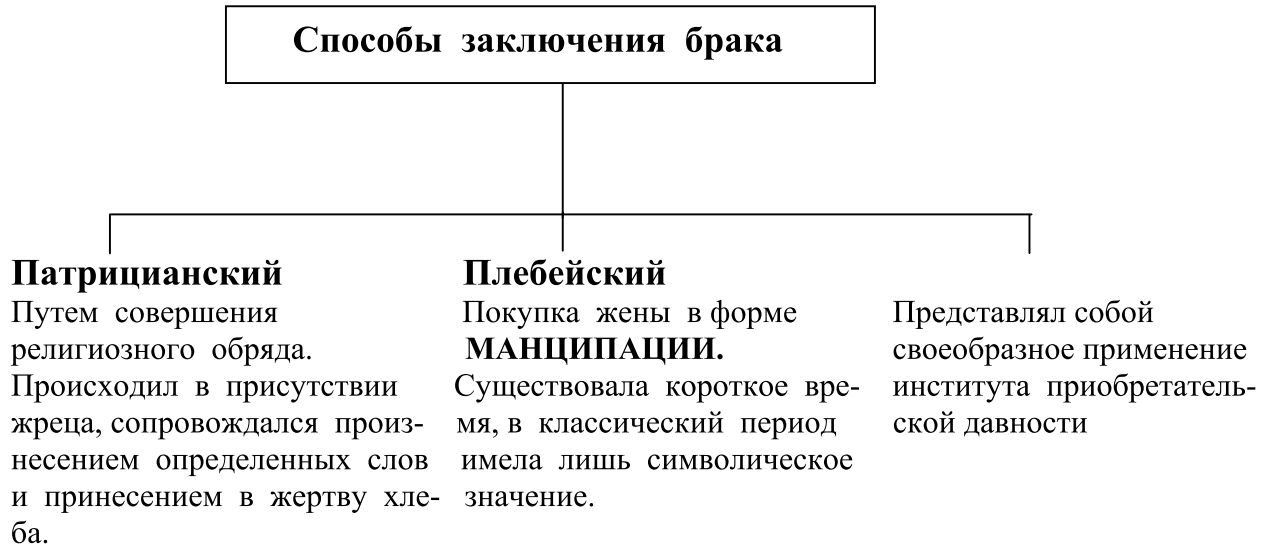 Способы заключения брака
Патрицианский
Путем совершения
религиозного обряда.
Происходил в присутствии
жреца, сопровождался произ-
несением определенных слов
и принесением в жертву хле-
ба.
Плебейский
Покупка жены в форме
МАНЦИПАЦИИ.
Существовала короткое вре-
мя, в классический период
имела лишь символическое
значение.
Представлял собой
своеобразное применение
института приобретатель-
ской давности